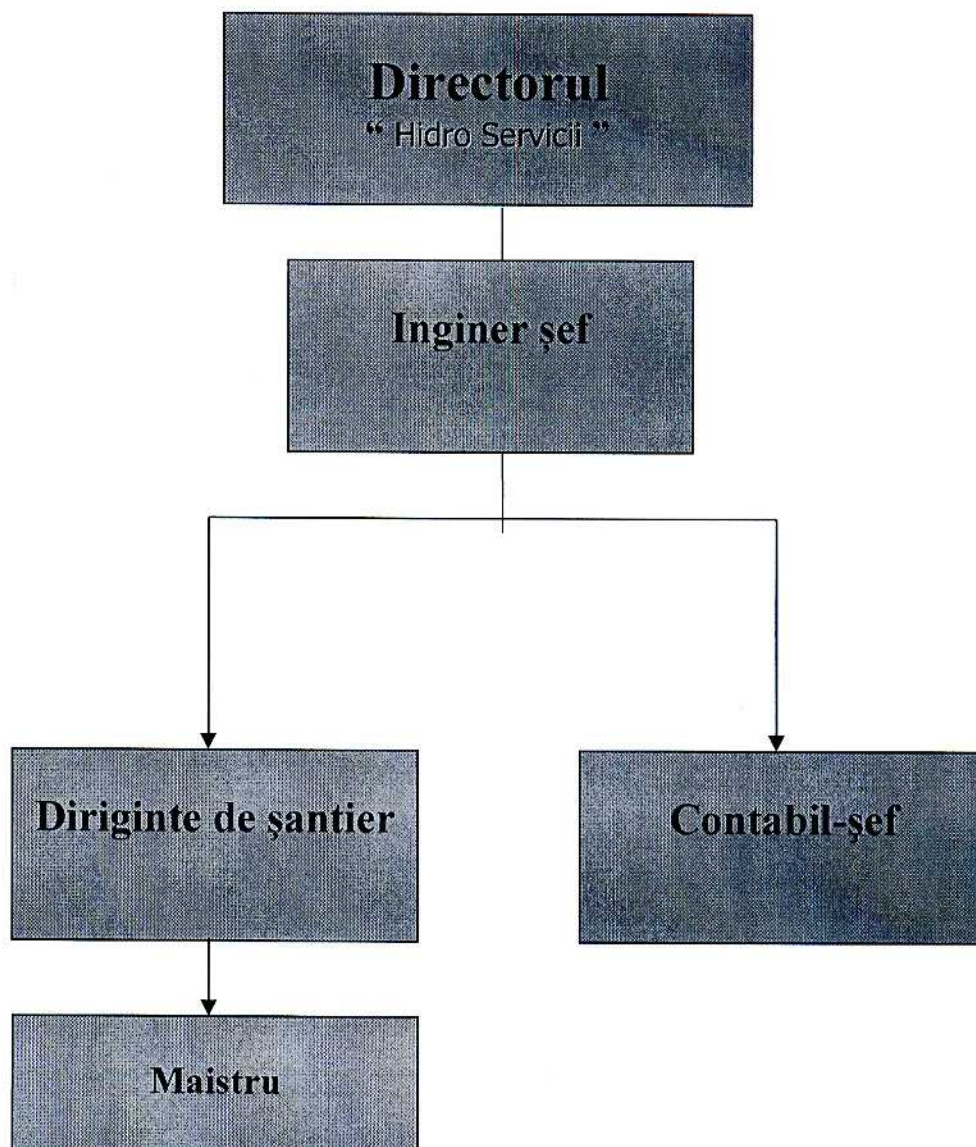 Directorul
“ Hidro Servicii ”
Inginer şef
Diriginte de şantier
Contabil-şef
Maistru